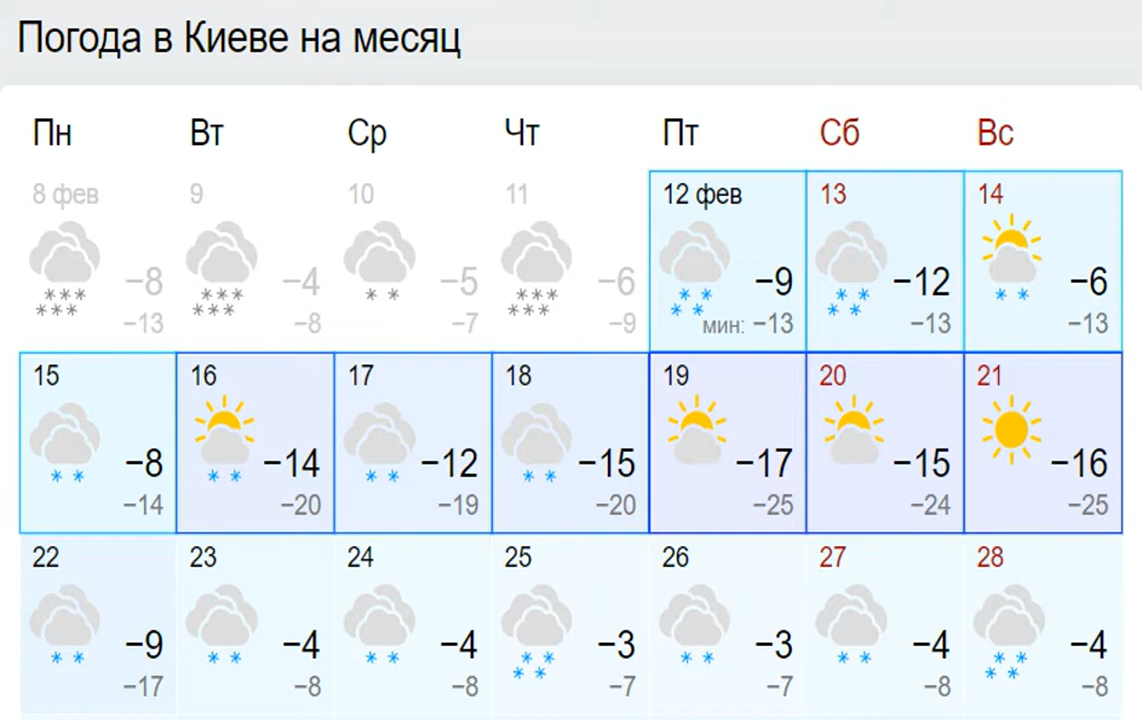 Погода в Киеве на месяц
Пн Вт Ср Чт Пт Сб Вс
8 фев 9 10 11 12 фев 13 14
−8 −4 −5 −6 −9 −12 −6
−13 −8 −7 −9 мин: −13 −13 −13
15 16 17 18 19 20 21
−8 −14 −12 −15 −17 −15 −16
−14 −20 −19 −20 −25 −24 −25
22 23 24 25 26 27 28
−9 −4 −4 −3 −3 −4 −4
−17 −8 −8 −7 −7 −8 −8